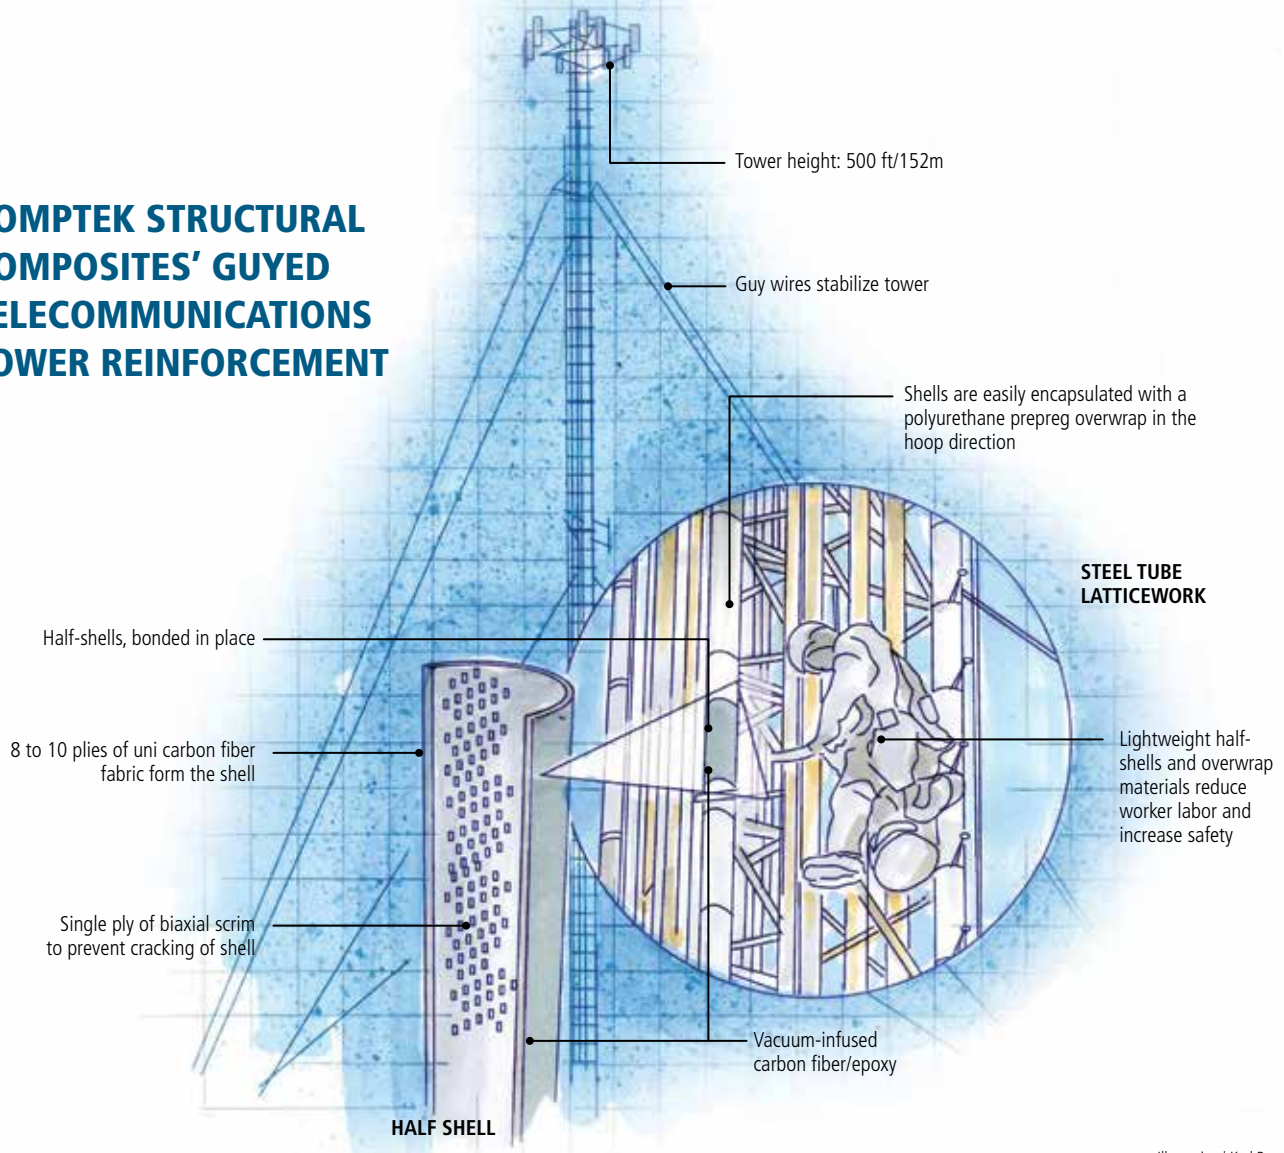 OMPTEK STRUCTURAL
OMPOSITES’ GUYED
ELECOMMUNICATIONS
OWER REINFORCEMENT
Tower height: 500 ft/152m
Guy wires stabilize tower
Shells are easily encapsulated with a
polyurethane prepreg overwrap in the
hoop direction
STEEL TUBE
LATTICEWORK
Half-shells, bonded in place
8 to 10 plies of uni carbon fiber
fabric form the shell
Lightweight half-
shells and overwrap
materials reduce
worker labor and
increase safety
Single ply of biaxial scrim
to prevent cracking of shell
Vacuum-infused
carbon fiber/epoxy
HALF SHELL